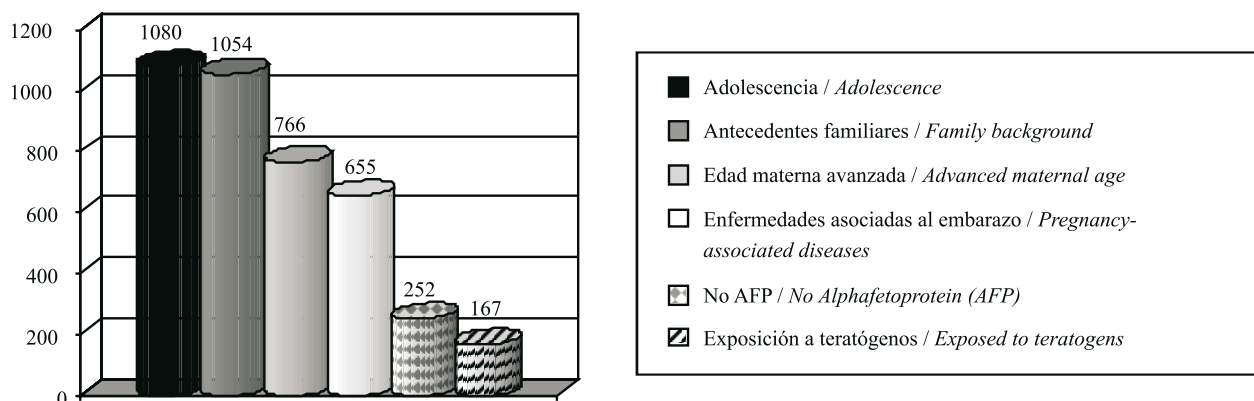 1200
1000
800
600
400
200
0
1080
1054
766
655
252
167
Adolescencia / Adolescence
Antecedentes familiares / Family background
Edad materna avanzada / Advanced maternal age
Enfermedades asociadas al embarazo / Pregnancy-
associated diseases
No AFP / No Alphafetoprotein (AFP)
Exposición a teratógenos / Exposed to teratogens